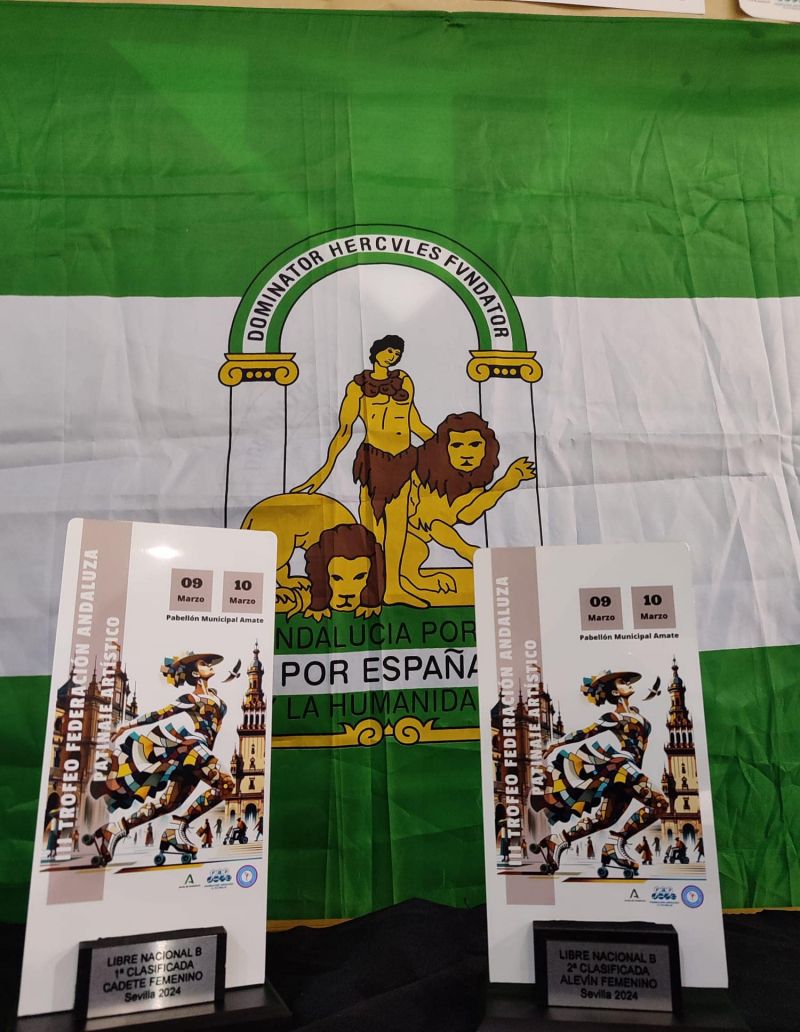 DOMINATOR HERCVLES FVNDATOR
NDALUCIA POR
POR ESPAÑA
Y LA HUMANIDA
III TROFEO FEDERACIÓN ANDALUZA
PATINAJE ARTÍSTICO
09
Marzo
10
Marzo
Pabellón Municipal Amate
LIBRE NACIONAL B
1ª CLASIFICADA
CADETE FEMENINO
Sevilla 2024
III TROFEO FEDERACIÓN ANDALUZA
PATINAJE ARTÍSTICO
09
Marzo
10
Marzo
Pabellón Municipal Amate
LIBRE NACIONAL B
2ª CLASIFICADA
ALEVÍN FEMENINO
Sevilla 2024